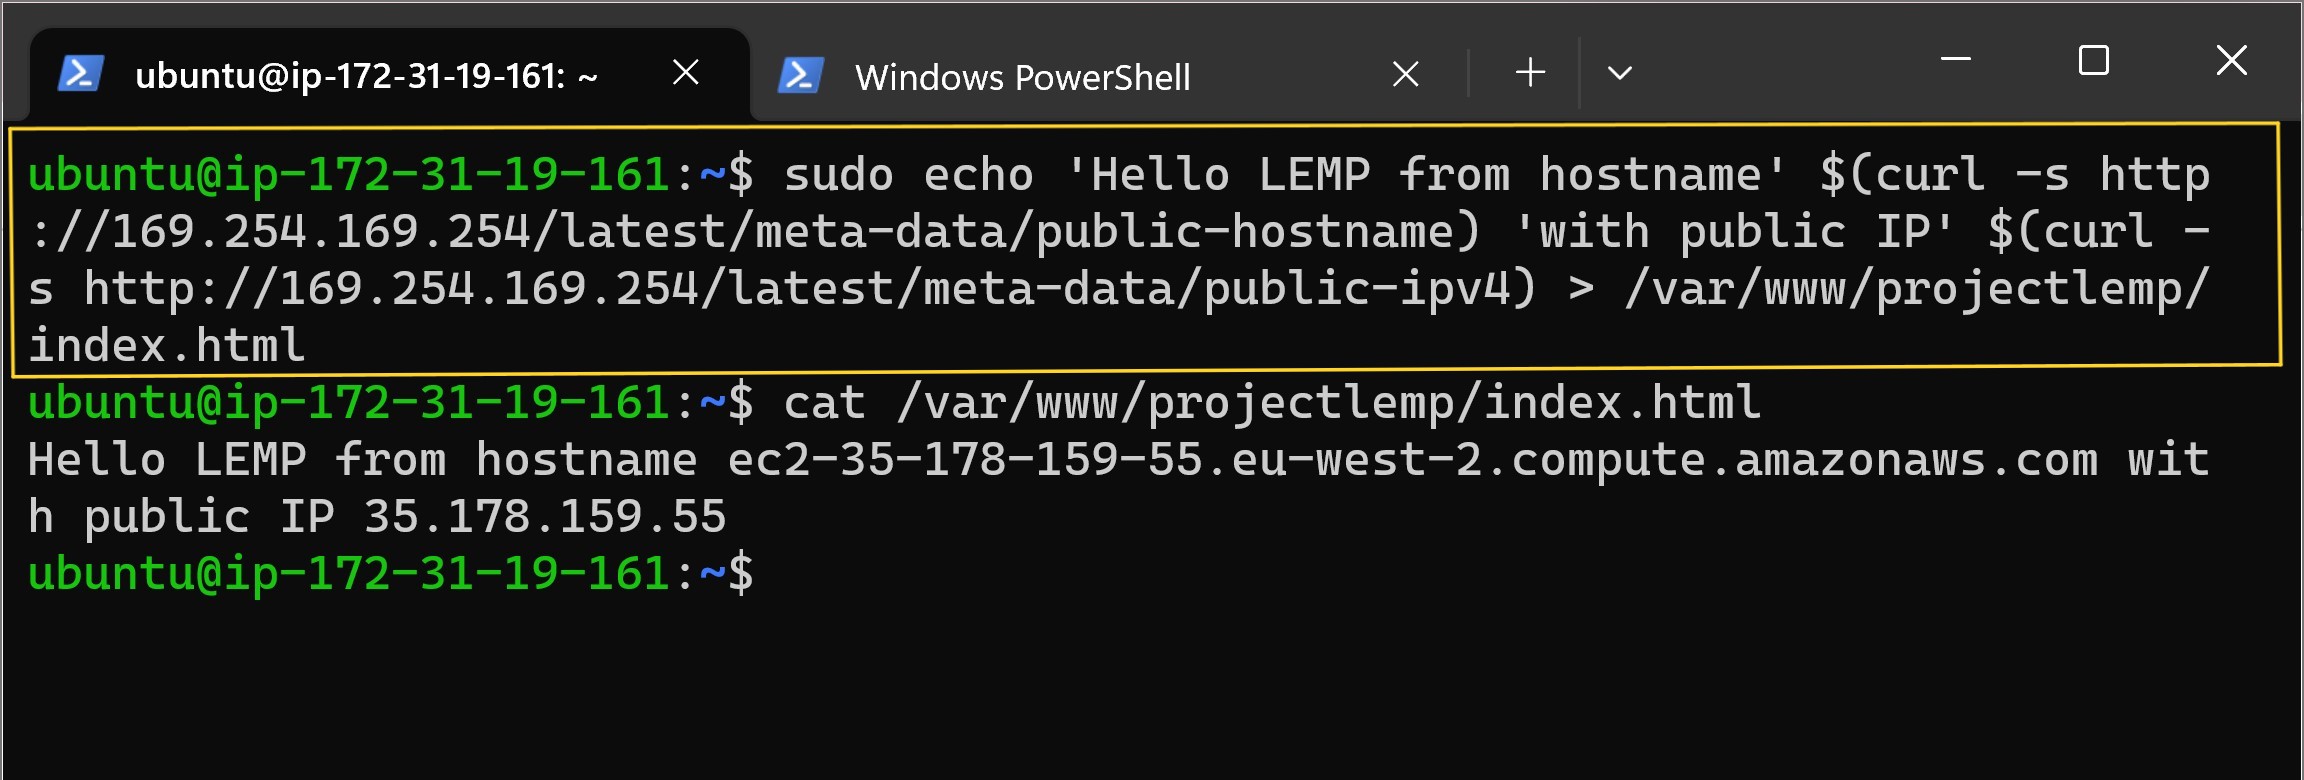 ubuntu@ip-172-31-19-161: ~
Windows PowerShell
ubuntu@ip-172-31-19-161:~$ sudo echo 'Hello LEMP from hostname' $(curl -s http
://169.254.169.254/latest/meta-data/public-hostname) 'with public IP' $(curl -
s http://169.254.169.254/latest/meta-data/public-ipv4) > /var/www/projectlemp/
index.html
ubuntu@ip-172-31-19-161:~$ cat /var/www/projectlemp/index.html
Hello LEMP from hostname ec2-35-178-159-55.eu-west-2.compute.amazonaws.com wit
h public IP 35.178.159.55
ubuntu@ip-172-31-19-161:~$